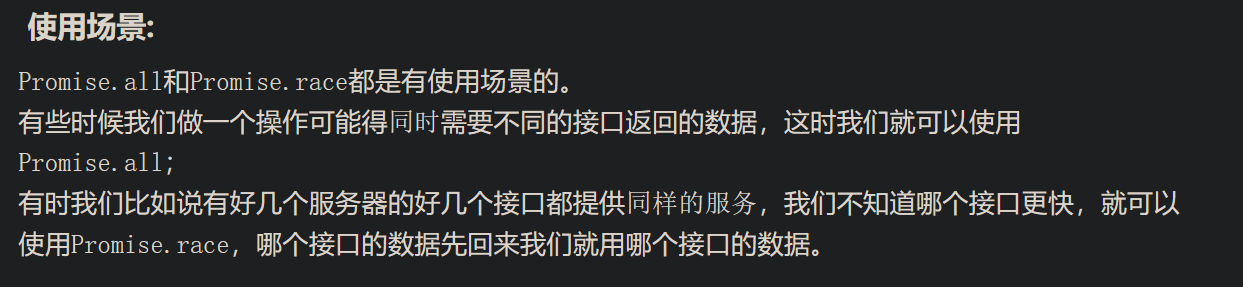 使用场景:
Promise.all和Promise.race都是有使用场景的。
有些时候我们做一个操作可能得同时需要不同的接口返回的数据，这时我们就可以使用
Promise.all；
有时我们比如说有好几个服务器的好几个接口都提供同样的服务，我们不知道哪个接口更快，就可以
使用Promise.race，哪个接口的数据先回来我们就用哪个接口的数据。